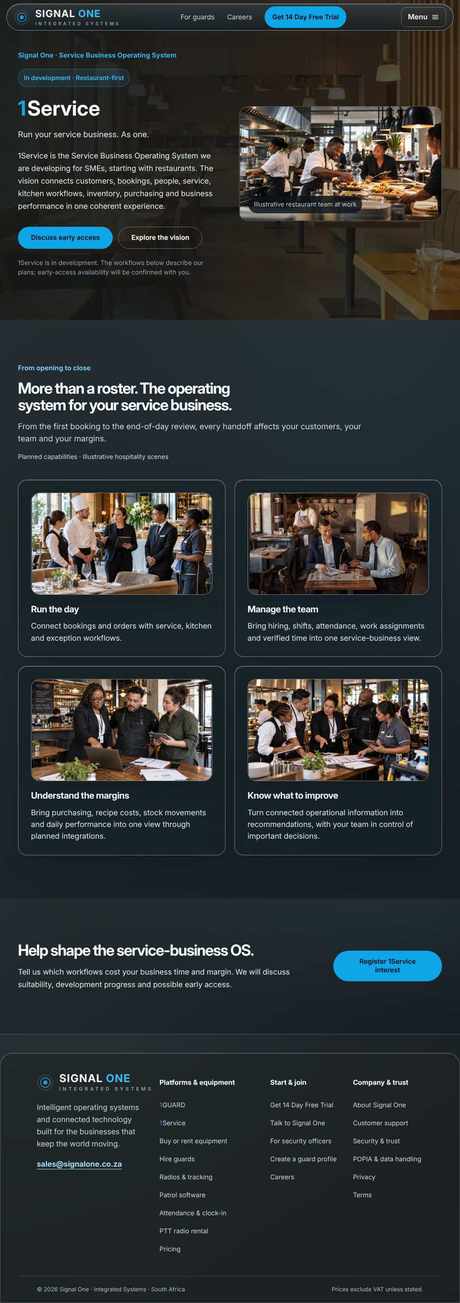 SIGNAL ONE
INTEGRATED SYSTEMS
For guards
Careers
Get 14 Day Free Trial
Menu
Signal One · Service Business Operating System
In development · Restaurant-first
1Service
Run your service business. As one.
1Service is the Service Business Operating System we
are developing for SMEs, starting with restaurants. The
vision connects customers, bookings, people, service,
kitchen workflows, inventory, purchasing and business
performance in one coherent experience.
Illustrative restaurant team at work
Discuss early access
Explore the vision
1Service is in development. The workflows below describe our
plans; early-access availability will be confirmed with you.
From opening to close
More than a roster. The operating
system for your service business.
From the first booking to the end-of-day review, every handoff affects your customers, your
team and your margins.
Planned capabilities · Illustrative hospitality scenes
Run the day
Connect bookings and orders with service, kitchen
and exception workflows.
Manage the team
Bring hiring, shifts, attendance, work assignments
and verified time into one service-business view.
Understand the margins
Bring purchasing, recipe costs, stock movements
and daily performance into one view through
planned integrations.
Know what to improve
Turn connected operational information into
recommendations, with your team in control of
important decisions.
Help shape the service-business OS.
Tell us which workflows cost your business time and margin. We will discuss
suitability, development progress and possible early access.
Register 1Service
interest
SIGNAL ONE
INTEGRATED SYSTEMS
Intelligent operating systems
and connected technology
built for the businesses that
keep the world moving.
sales@signalone.co.za
Platforms & equipment
1GUARD
1Service
Buy or rent equipment
Hire guards
Radios & tracking
Patrol software
Attendance & clock-in
PTT radio rental
Pricing
Start & join
Get 14 Day Free Trial
Talk to Signal One
For security officers
Create a guard profile
Careers
Company & trust
About Signal One
Customer support
Security & trust
POPIA & data handling
Privacy
Terms
© 2026 Signal One · Integrated Systems · South Africa
Prices exclude VAT unless stated.